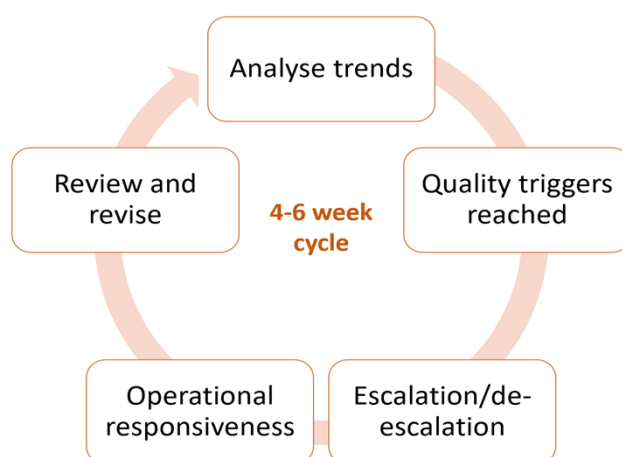 Analyse trends
Quality triggers
reached
Escalation/de-
escalation
Operational
responsiveness
Review and
revise
4-6 week
cycle